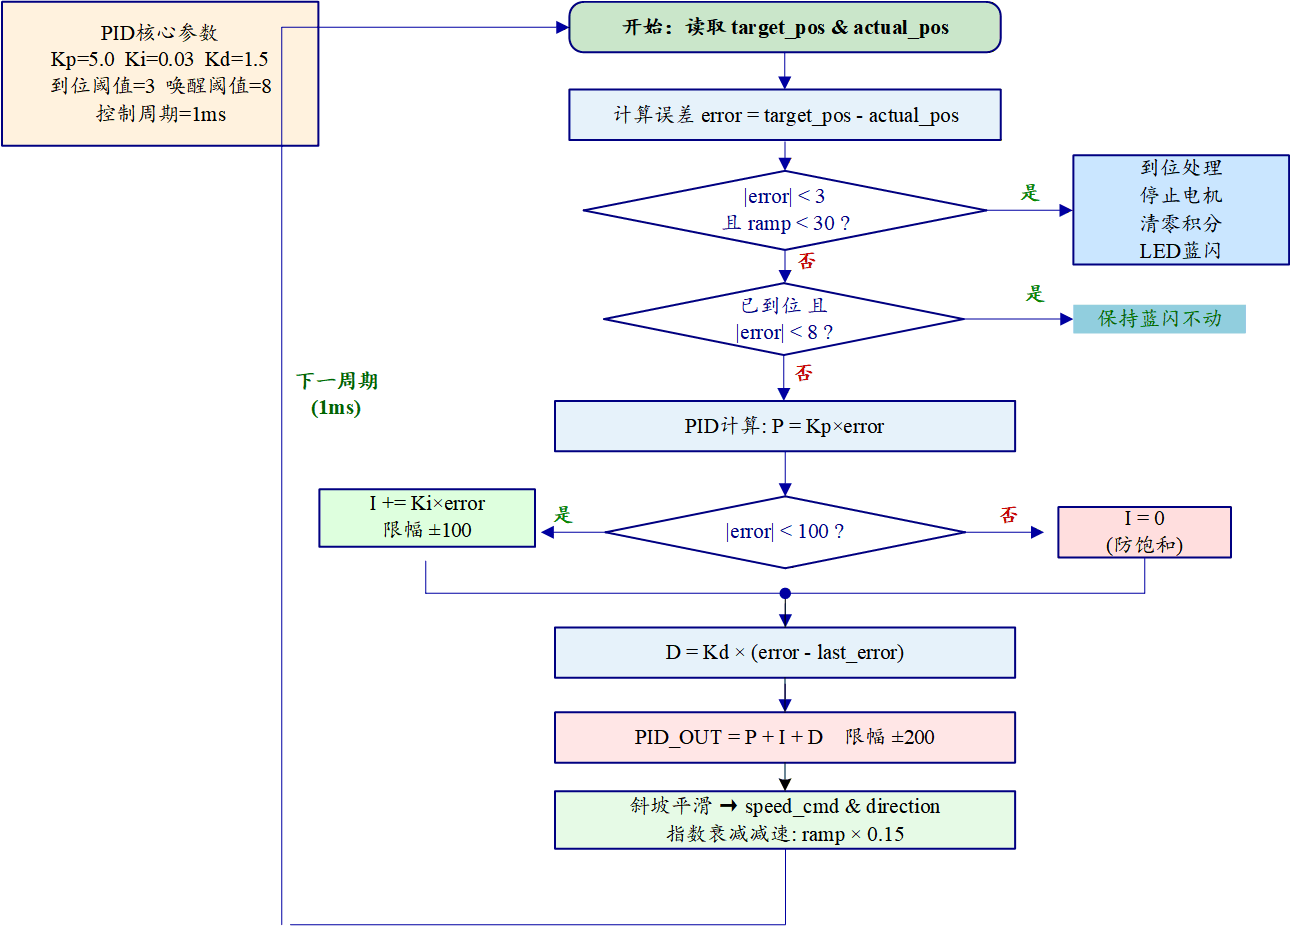 PID核心参数
Kp=5.0 Ki=0.03 Kd=1.5
到位阈值=3 唤醒阈值=8
控制周期=1ms
开始：读取 target_pos & actual_pos
计算误差 error = target_pos - actual_pos
|error| < 3
且 ramp < 30 ?
是
到位处理
停止电机
清零积分
LED蓝闪
否
已到位 且
|error| < 8 ?
是
保持蓝闪不动
否
下一周期
(1ms)
PID计算: P = Kp×error
|error| < 100 ?
是
I += Ki×error
限幅 ±100
否
I = 0
(防饱和)
D = Kd × (error - last_error)
PID_OUT = P + I + D 限幅 ±200
斜坡平滑 → speed_cmd & direction
指数衰减减速: ramp × 0.15